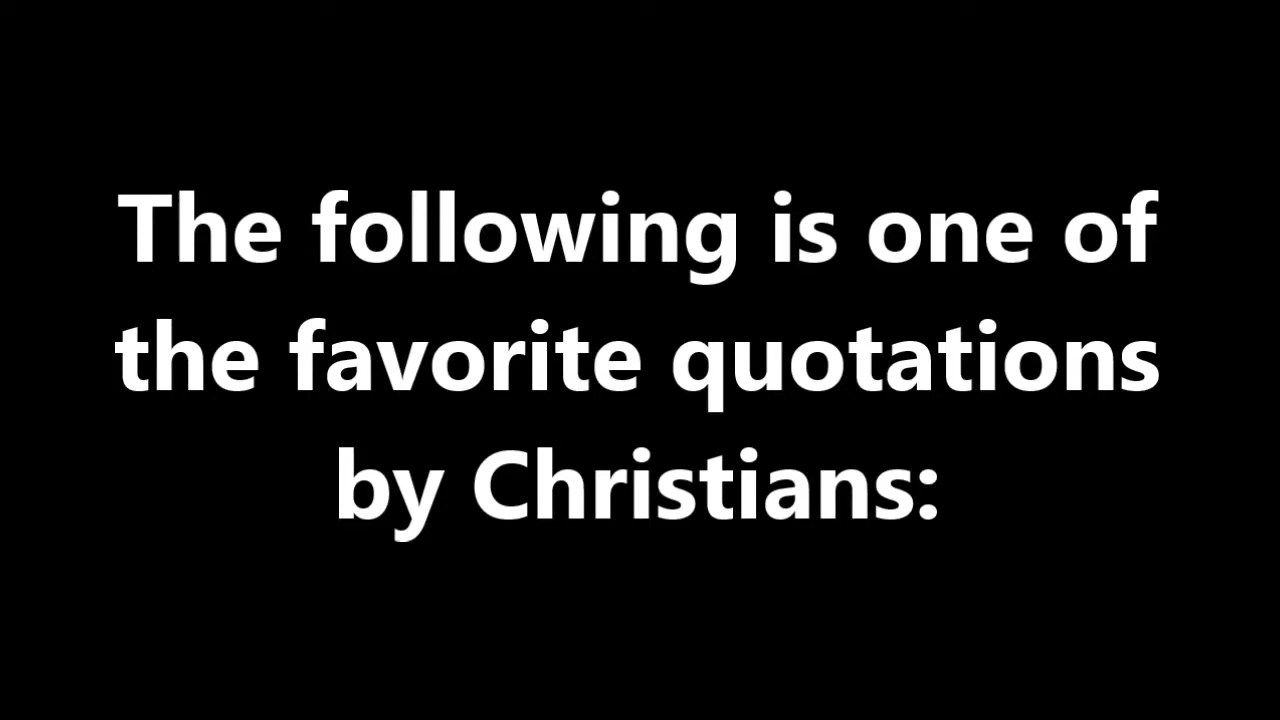 The following is one of
the favorite quotations
by Christians: